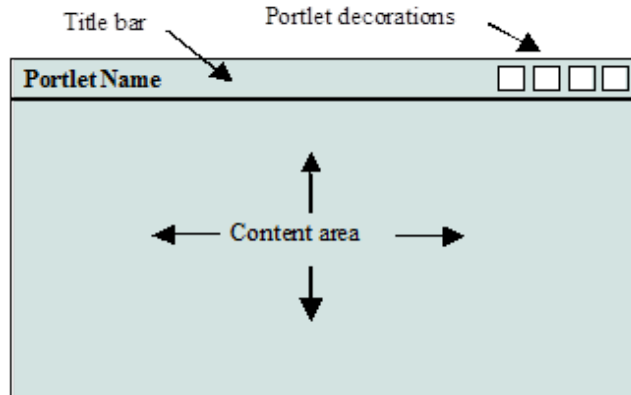 Title bar
Portlet decorations
Portlet Name
Content area